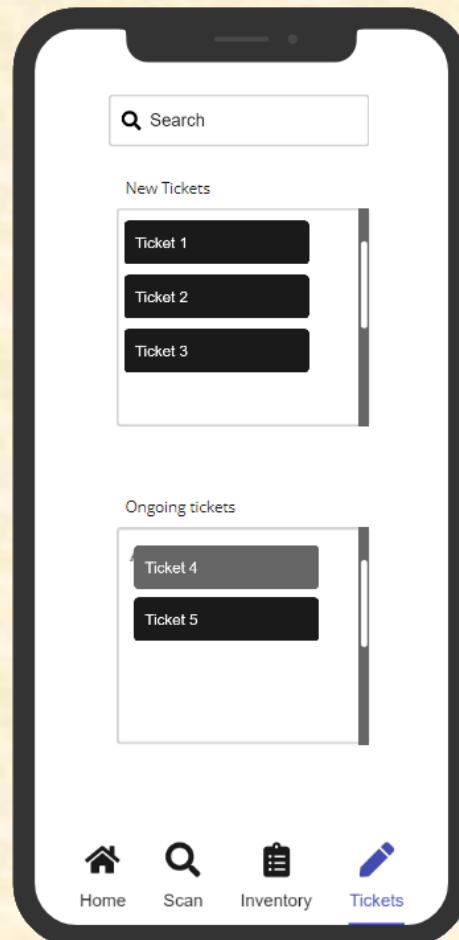 Search
New Tickets
Ticket 1
Ticket 2
Ticket 3
Ongoing tickets
Ticket 4
Ticket 5
Home Scan Inventory Tickets